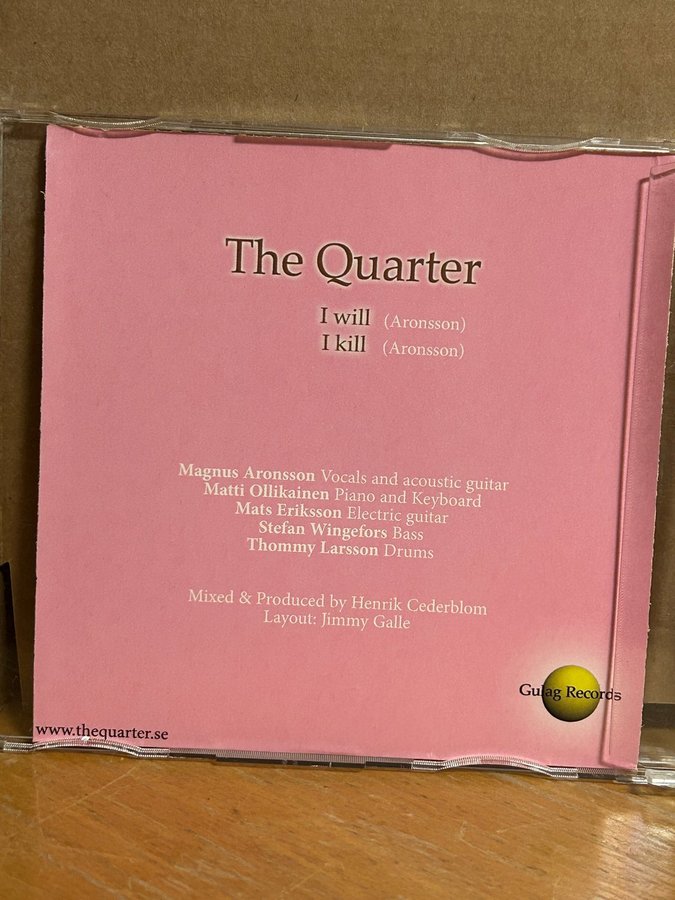 The Quarter
I will (Aronsson)
I kill (Aronsson)
Magnus Aronsson Vocals and acoustic guitar
Matti Ollikainen Piano and Keyboard
Mats Eriksson Electric guitar
Stefan Wingefors Bass
Thommy Larsson Drums
Mixed & Produced by Henrik Cederblom
Layout: Jimmy Galle
Gulag Records
www.thequarter.se